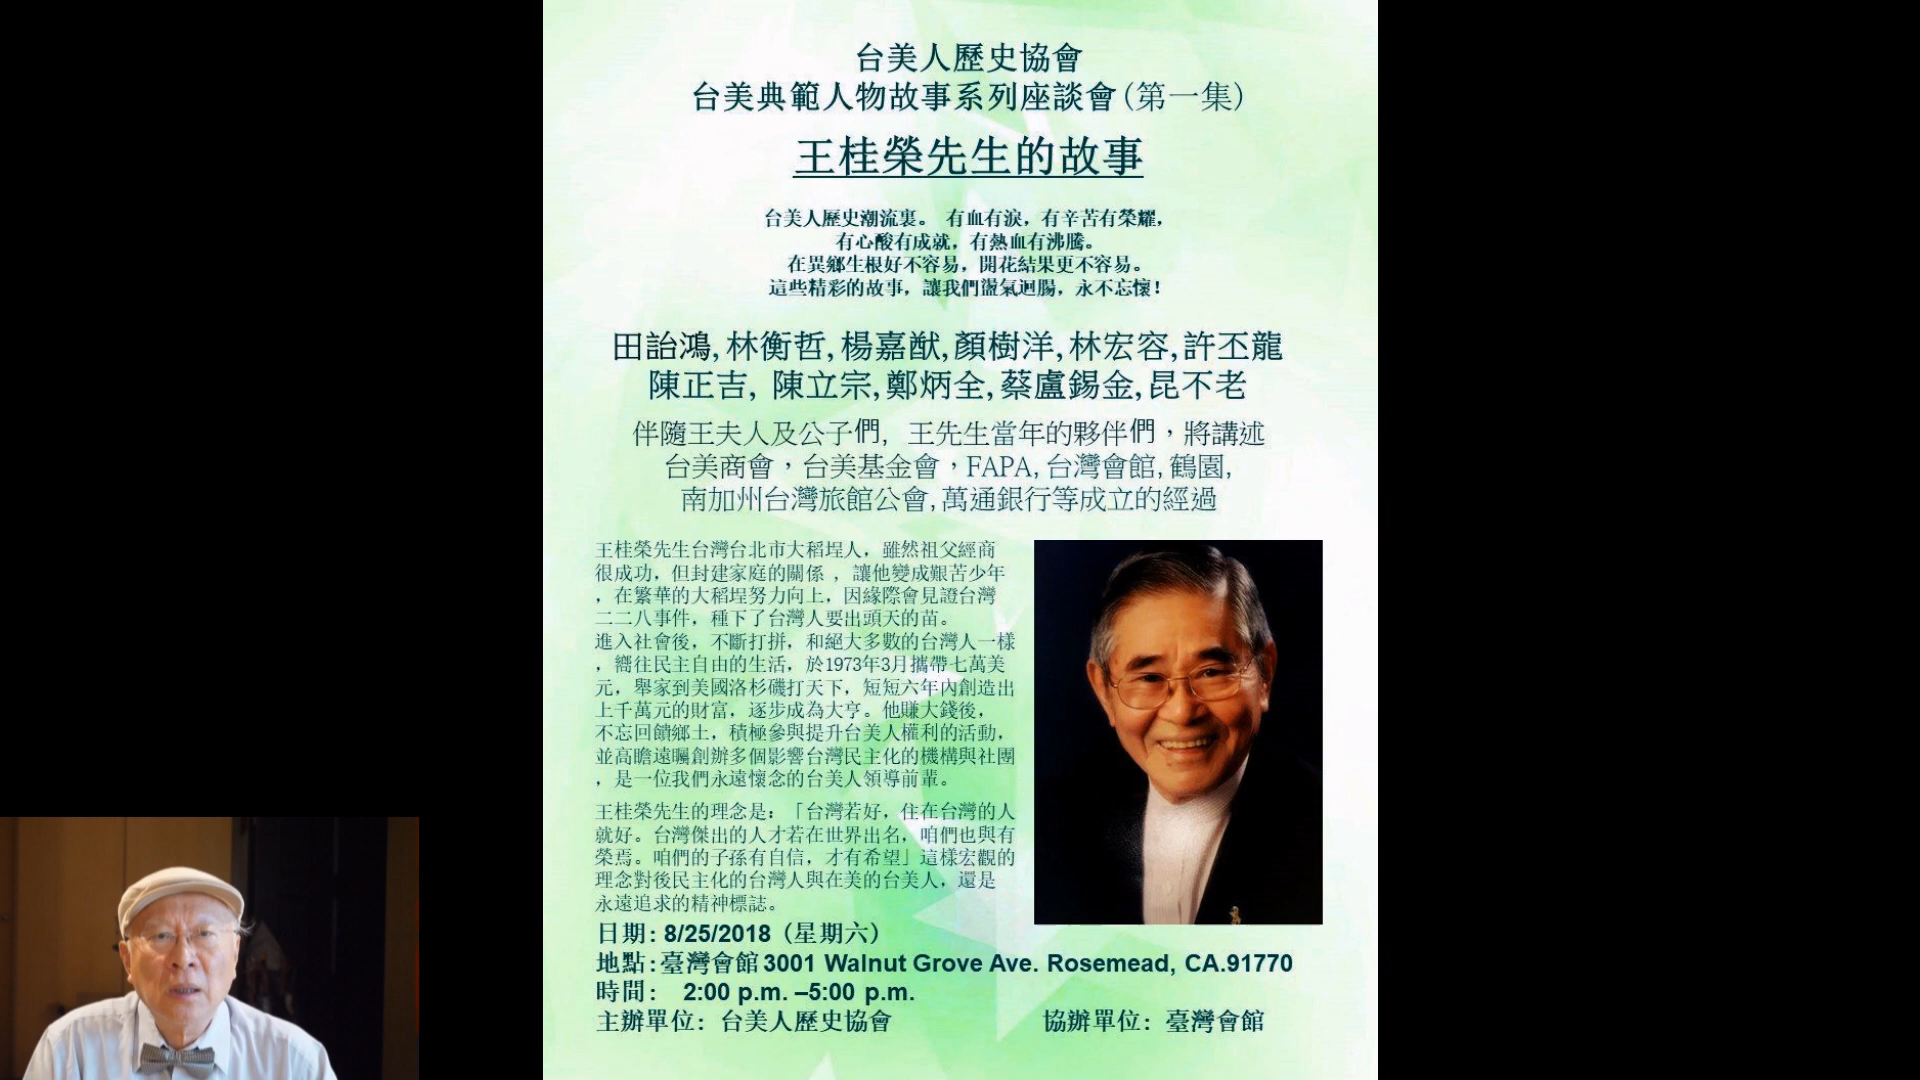 台美人歷史協會
台美典範人物故事系列座談會(第一集)
王桂榮先生的故事
台美人歷史潮流裏。 有血有淚，有辛苦有榮耀，
有心酸有成就，有熱血有沸騰。
在異鄉生根好不容易，開花結果更不容易。
這些精彩的故事，讓我們盪氣迴腸，永不忘懷！
田詒鴻,林衡哲,楊嘉猷,顏樹洋,林宏容,許丕龍
陳正吉, 陳立宗,鄭炳全,蔡盧錫金,昆不老
伴隨王夫人及公子們, 王先生當年的夥伴們，將講述
台美商會，台美基金會，FAPA,台灣會館,鶴園,
南加州台灣旅館公會,萬通銀行等成立的經過
王桂榮先生台灣台北市大稻埕人，雖然祖父經商
很成功，但封建家庭的關係 ，讓他變成艱苦少年
，在繁華的大稻埕努力向上，因緣際會見證台灣
二二八事件，種下了台灣人要出頭天的苗。
進入社會後，不斷打拼，和絕大多數的台灣人一樣
，嚮往民主自由的生活，於1973年3月攜帶七萬美
元，舉家到美國洛杉磯打天下，短短六年內創造出
上千萬元的財富，逐步成為大亨。他賺大錢後，
不忘回饋鄉土，積極參與提升台美人權利的活動，
並高瞻遠矚創辦多個影響台灣民主化的機構與社團
，是一位我們永遠懷念的台美人領導前輩。
王桂榮先生的理念是：「台灣若好，住在台灣的人
就好。台灣傑出的人才若在世界出名，咱們也與有
榮焉。咱們的子孫有自信，才有希望」這樣宏觀的
理念對後民主化的台灣人與在美的台美人，還是
永遠追求的精神標誌。
日期: 8/25/2018 (星期六)
地點:臺灣會館 3001 Walnut Grove Ave. Rosemead, CA.91770
時間: 2:00 p.m. –5:00 p.m.
主辦單位: 台美人歷史協會
協辦單位: 臺灣會館